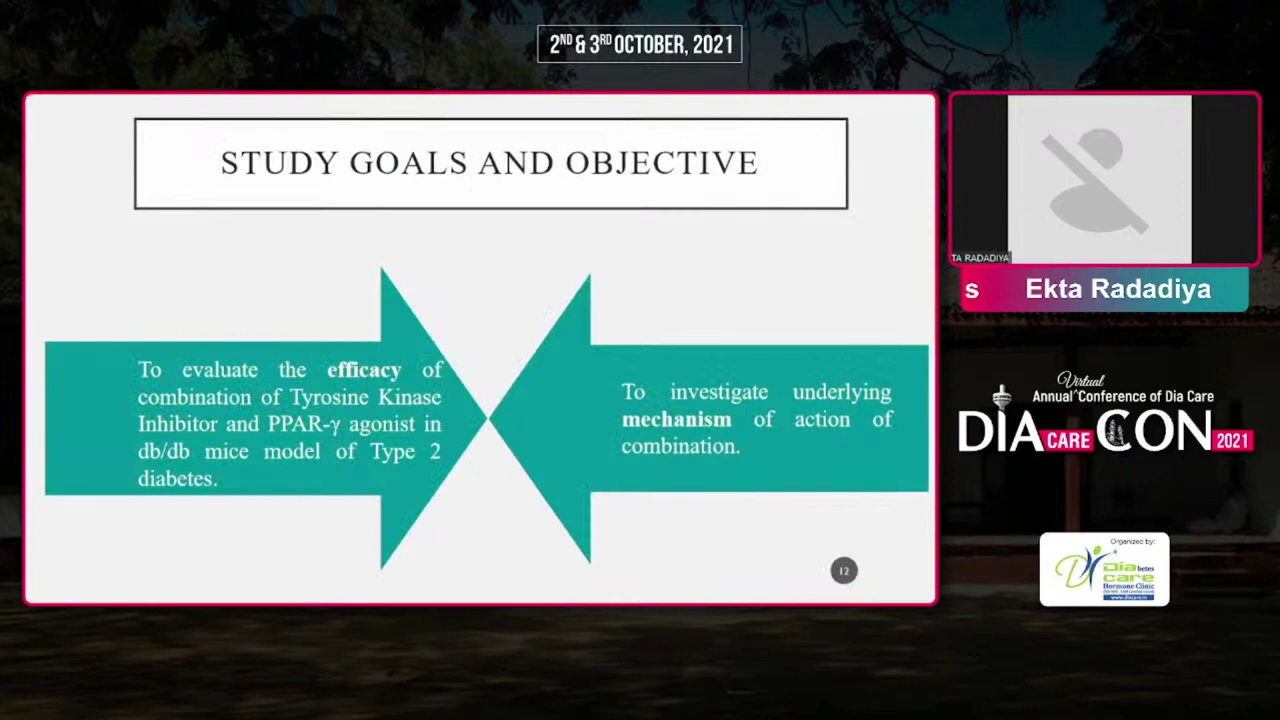 2ND & 3RD OCTOBER, 2021
STUDY GOALS AND OBJECTIVE
To evaluate the efficacy of
combination of Tyrosine Kinase
Inhibitor and PPAR-γ agonist in
db/db mice model of Type 2
diabetes.
To investigate underlying
mechanism of action of
combination.
12
TA RADADIYA
s Ekta Radadiya
Virtual
Annual ^ Conference of Dia Care
DIA CARE CON 2021
Organized by:
Diabetes
care
Hormone Clinic